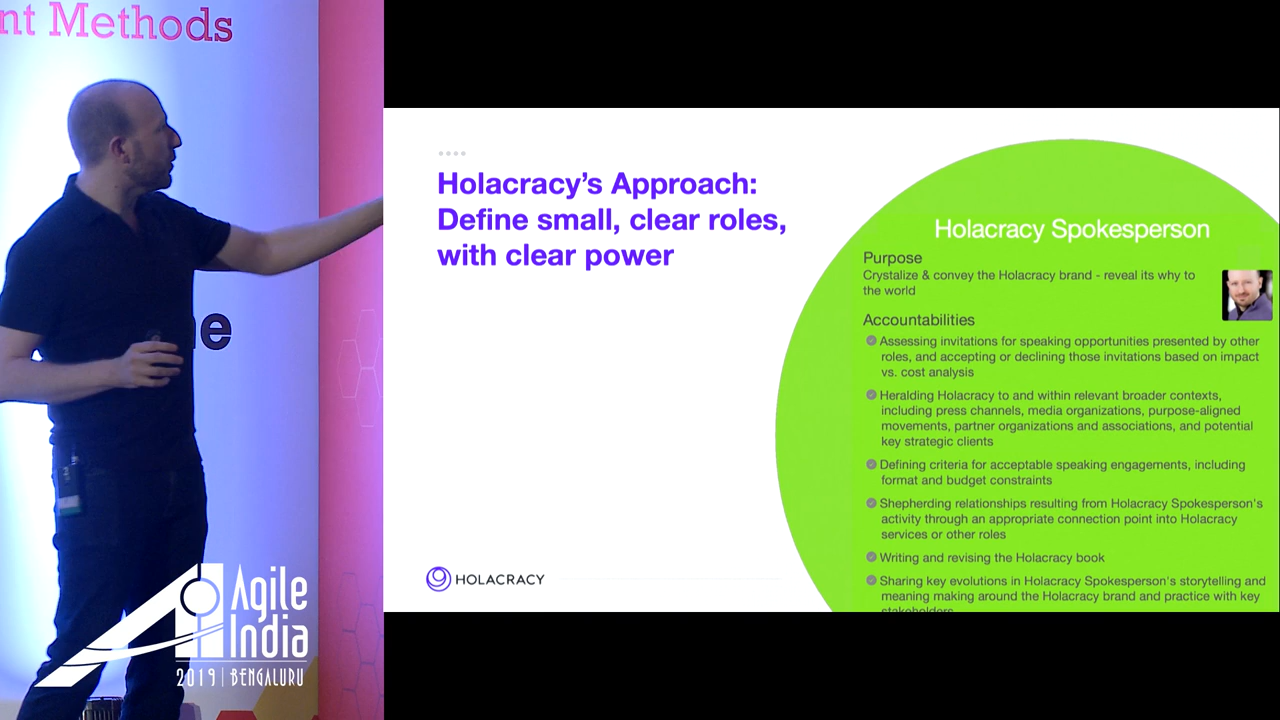 nt Methods
e
Agile
India
2019 | BENGALURU
Holacracy's Approach:
Define small, clear roles,
with clear power
HOLACRACY
Holacracy Spokesperson
Purpose
Crystalize & convey the Holacracy brand - reveal its why to
the world
Accountabilities
Assessing invitations for speaking opportunities presented by other
roles, and accepting or declining those invitations based on impact
vs. cost analysis
Heralding Holacracy to and within relevant broader contexts,
including press channels, media organizations, purpose-aligned
movements, partner organizations and associations, and potential
key strategic clients
Defining criteria for acceptable speaking engagements, including
format and budget constraints
Shepherding relationships resulting from Holacracy Spokesperson's
activity through an appropriate connection point into Holacracy
services or other roles
Writing and revising the Holacracy book
Sharing key evolutions in Holacracy Spokesperson's storytelling and
meaning making around the Holacracy brand and practice with key
stakeholders